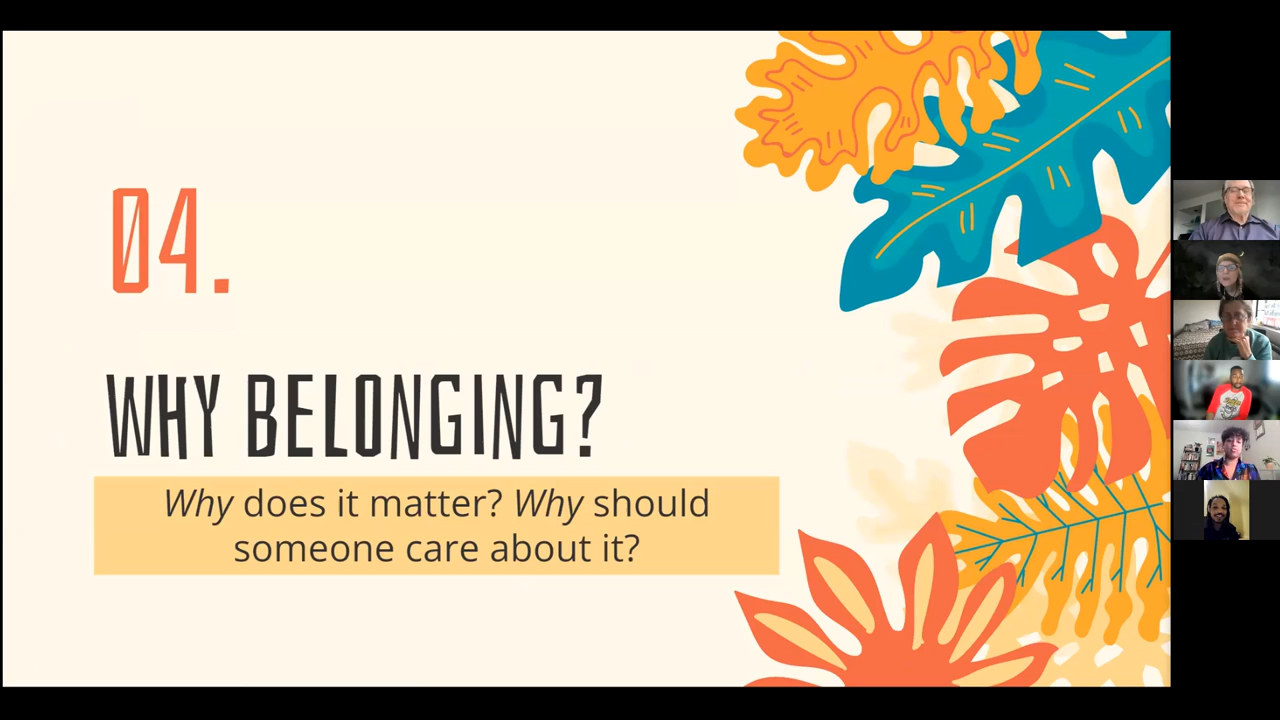 04.
WHY BELONGING?
Why does it matter? Why should
someone care about it?